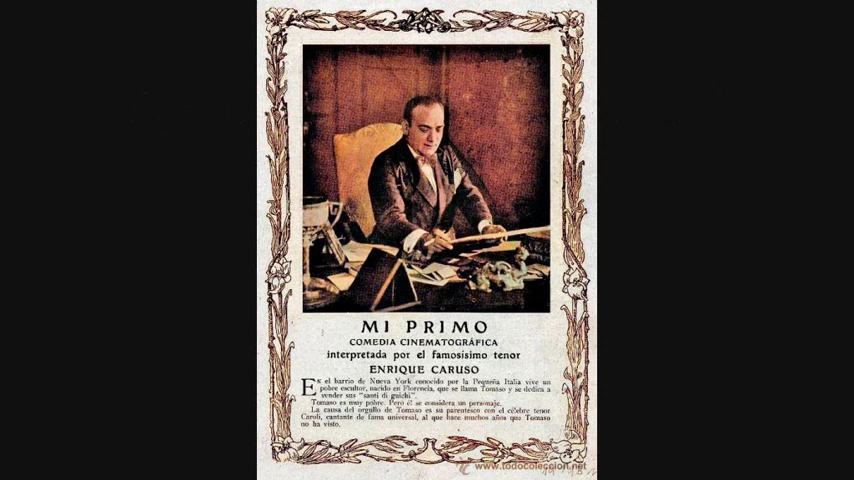 MI PRIMO
COMEDIA CINEMATOGRÁFICA
interpretada por el famosísimo tenor
ENRIQUE CARUSO
En el barrio de Nueva York conocido por la Pequeña Italia vive un
pobre escultor, nacido en Florencia, que se llama Tomaso y se dedica a
vender sus "santi di guichi".
Tomaso es muy pobre. Pero él se considera un personaje.
La causa del orgullo de Tomaso es su parentesco con el célebre tenor
Caroli, cantante de fama universal, al que hace muchos años que Tomaso
no ha visto.
www.todocoleccion.net